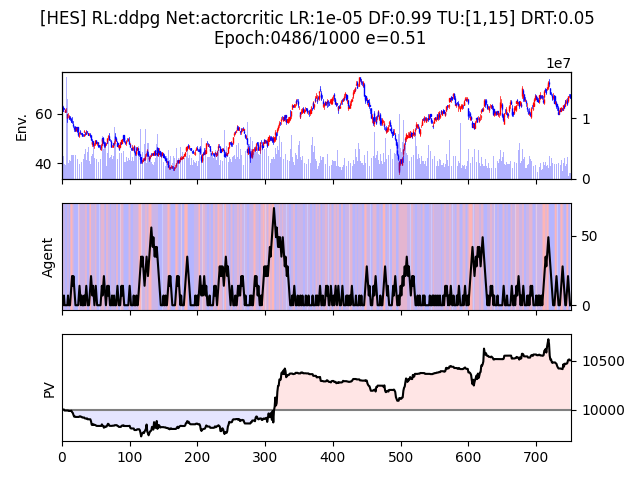 [HES] RL:ddpg Net:actorcritic LR:1e-05 DF:0.99 TU:[1,15] DRT:0.05
Epoch:0486/1000 e=0.51
1e7
Env.
60
40
1
0
Agent
50
0
PV
10500
10000
0 100 200 300 400 500 600 700